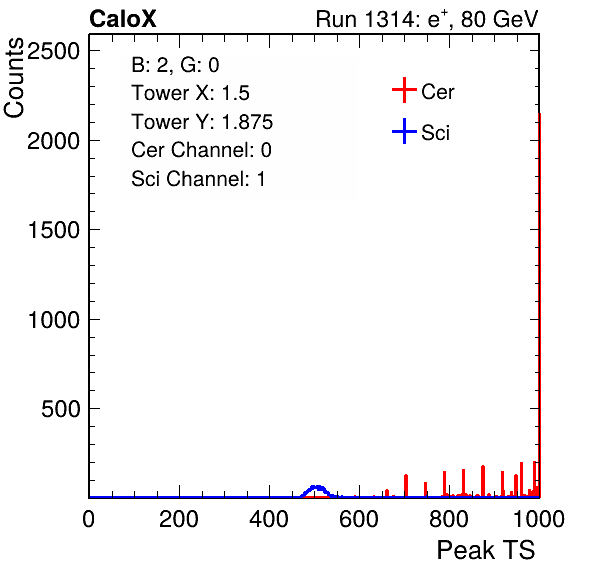 CaloX
Run 1314: e+, 80 GeV
Counts
B: 2, G: 0
Tower X: 1.5
Tower Y: 1.875
Cer Channel: 0
Sci Channel: 1
Cer
Sci
2500
2000
1500
1000
500
0 200 400 600 800 1000
Peak TS